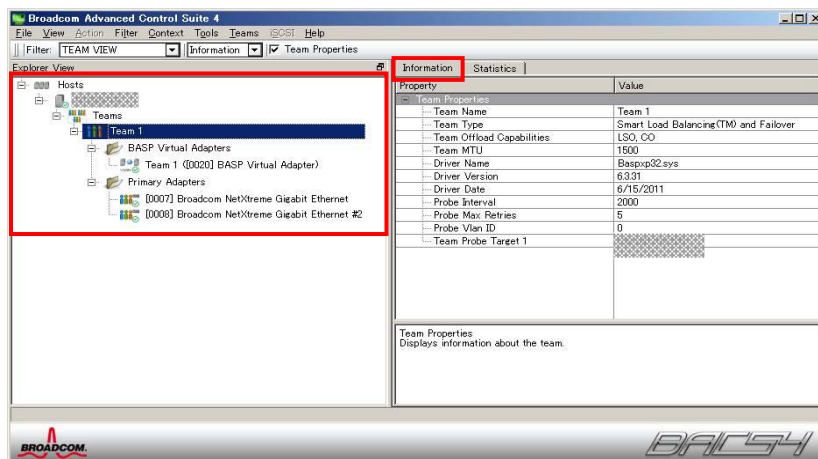 Broadcom Advanced Control Suite 4
File View Action Filter Context Tools Teams iSCSI Help
Filter: TEAM VIEW Information Team Properties
Explorer View
Hosts
Teams
Team 1
BASP Virtual Adapters
Team 1 ([0020] BASP Virtual Adapter)
Primary Adapters
[0007] Broadcom NetXtreme Gigabit Ethernet
[0008] Broadcom NetXtreme Gigabit Ethernet #2
Information Statistics
Property Value
Team Properties
Team Name Team 1
Team Type Smart Load Balancing(TM) and Failover
Team Offload Capabilities LSO, CO
Team MTU 1500
Driver Name Baspxp32.sys
Driver Version 6.3.31
Driver Date 6/15/2011
Probe Interval 2000
Probe Max Retries 5
Probe Vlan ID 0
Team Probe Target 1
Team Properties
Displays information about the team.
BROADCOM.
BACS4